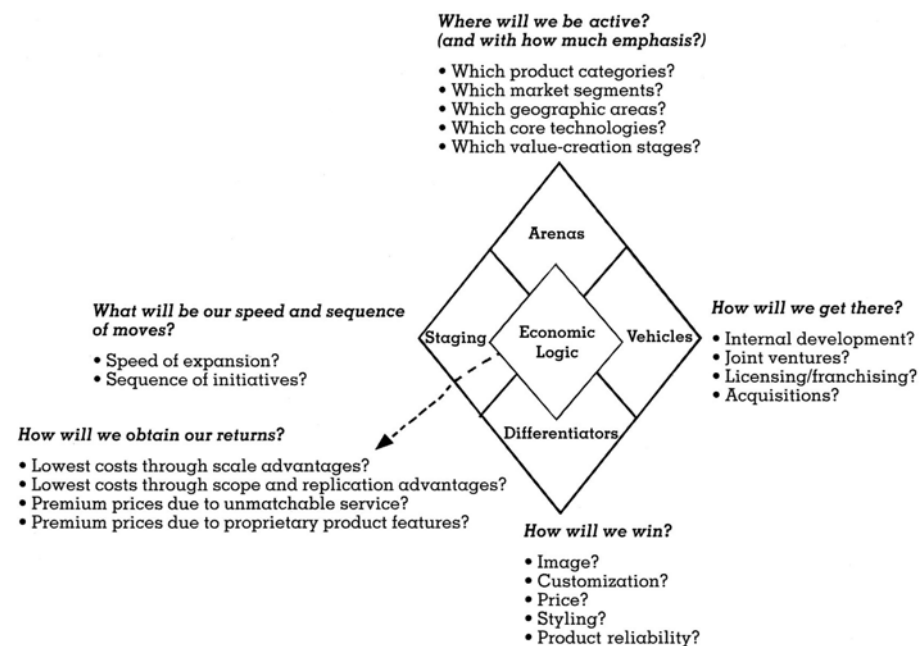 Where will we be active?
(and with how much emphasis?)
• Which product categories?
• Which market segments?
• Which geographic areas?
• Which core technologies?
• Which value-creation stages?
Arenas
What will be our speed and sequence
of moves?
• Speed of expansion?
• Sequence of initiatives?
Staging
Economic
Logic
Vehicles
How will we get there?
• Internal development?
• Joint ventures?
• Licensing/franchising?
• Acquisitions?
How will we obtain our returns?
• Lowest costs through scale advantages?
• Lowest costs through scope and replication advantages?
• Premium prices due to unmatchable service?
• Premium prices due to proprietary product features?
Differentiators
How will we win?
• Image?
• Customization?
• Price?
• Styling?
• Product reliability?